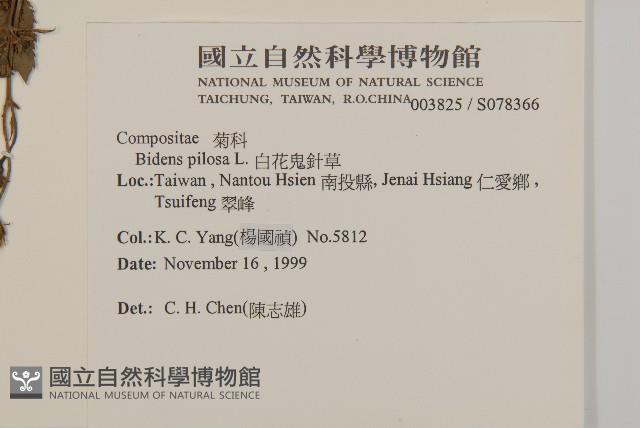 國立自然科學博物館
NATIONAL MUSEUM OF NATURAL SCIENCE
TAICHUNG, TAIWAN, R.O.CHINA 003825 / S078366
Compositae 菊科
Bidens pilosa L. 白花鬼針草
Loc.:Taiwan , Nantou Hsien 南投縣, Jenai Hsiang 仁愛鄉 ,
Tsuifeng 翠峰
Col.:K. C. Yang(楊國禎) No.5812
Date: November 16 , 1999
Det.: C. H. Chen(陳志雄)
國立自然科學博物館
NATIONAL MUSEUM OF NATURAL SCIENCE